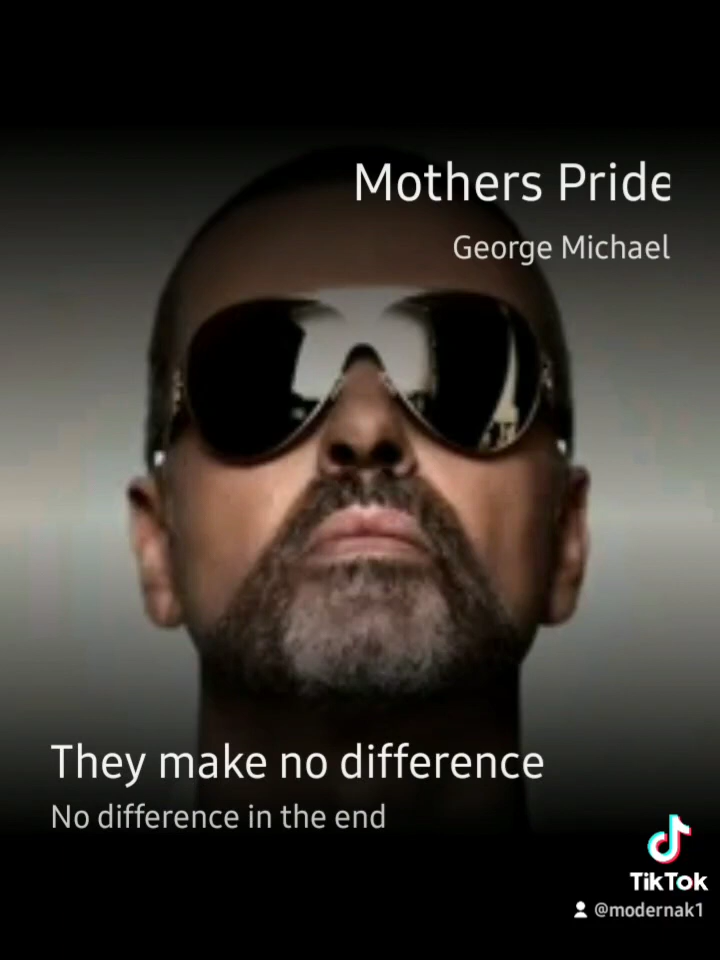 Mothers Pride
George Michael
They make no difference
No difference in the end
TikTok
@modernak1